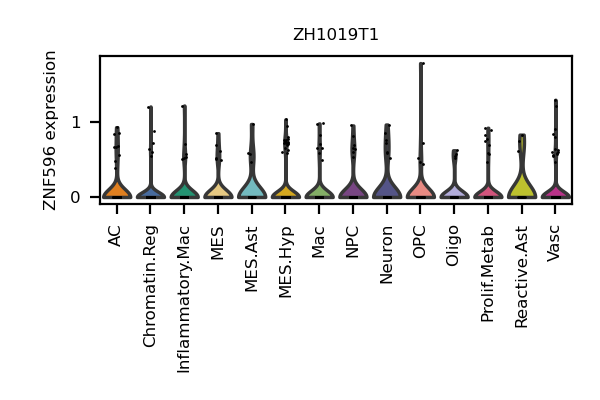 ZH1019T1
ZNF596 expression
1
0
AC
Chromatin.Reg
Inflammatory.Mac
MES
MES.Ast
MES.Hyp
Mac
NPC
Neuron
OPC
Oligo
Prolif.Metab
Reactive.Ast
Vasc